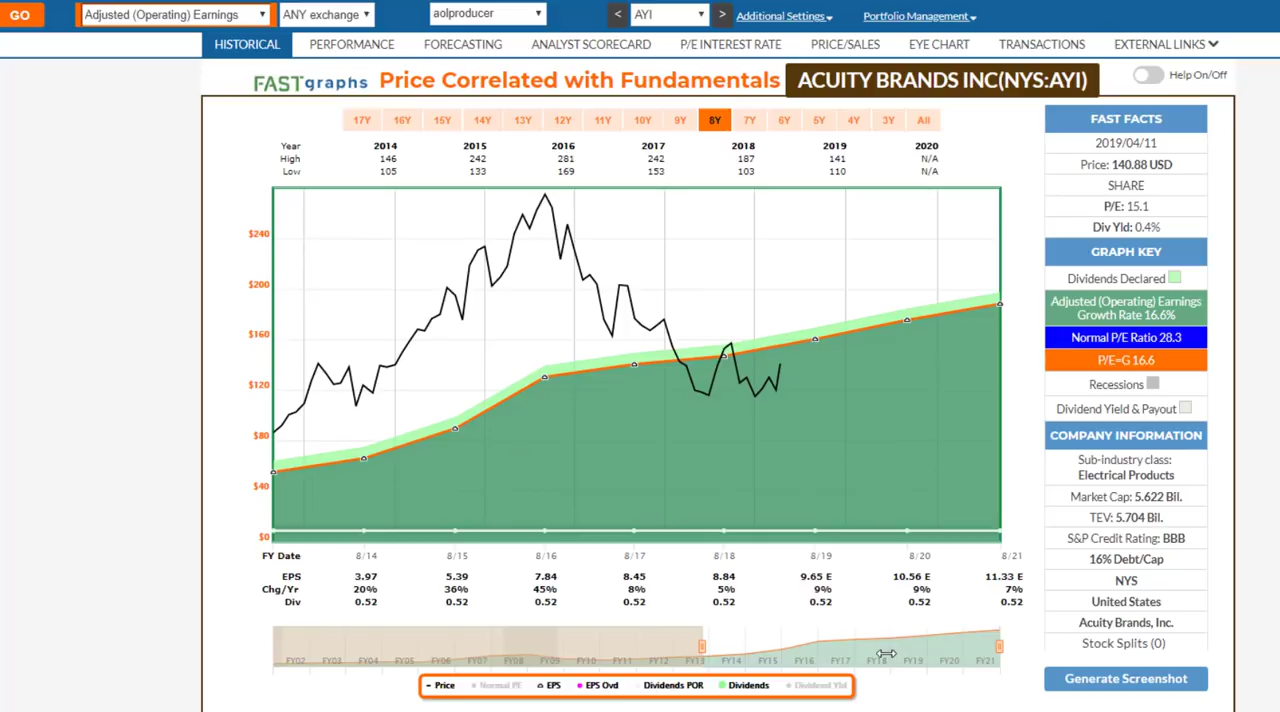 GO Adjusted (Operating) Earnings ANY exchange aolproducer < AYI > Additional Settings Portfolio Management
HISTORICAL PERFORMANCE FORECASTING ANALYST SCORECARD P/E INTEREST RATE PRICE/SALES EYE CHART TRANSACTIONS EXTERNAL LINKS
FASTgraphs Price Correlated with Fundamentals ACUITY BRANDS INC(NYS:AYI) Help On/Off
17Y 16Y 15Y 14Y 13Y 12Y 11Y 10Y 9Y 8Y 7Y 6Y 5Y 4Y 3Y All
Year 2014 2015 2016 2017 2018 2019 2020
High 146 242 281 242 187 141 N/A
Low 105 133 169 153 103 110 N/A
$240
$200
$160
$120
$80
$40
$0
FY Date 8/14 8/15 8/16 8/17 8/18 8/19 8/20 8/21
EPS 3.97 5.39 7.84 8.45 8.84 9.65 E 10.56 E 11.33 E
Chg/Yr 20% 36% 45% 8% 5% 9% 9% 7%
Div 0.52 0.52 0.52 0.52 0.52 0.52 0.52 0.52
FY02 FY03 FY04 FY05 FY06 FY07 FY08 FY09 FY10 FY11 FY12 FY13 FY14 FY15 FY16 FY17 FY18 FY19 FY20 FY21
Price Normal PE EPS EPS Ovd Dividends POR Dividends Dividend Yld
FAST FACTS
2019/04/11
Price: 140.88 USD
SHARE
P/E: 15.1
Div Yld: 0.4%
GRAPH KEY
Dividends Declared
Adjusted (Operating) Earnings
Growth Rate 16.6%
Normal P/E Ratio 28.3
P/E=G 16.6
Recessions
Dividend Yield & Payout
COMPANY INFORMATION
Sub-industry class:
Electrical Products
Market Cap: 5.622 Bil.
TEV: 5.704 Bil.
S&P Credit Rating: BBB
16% Debt/Cap
NYS
United States
Acuity Brands, Inc.
Stock Splits (0)
Generate Screenshot